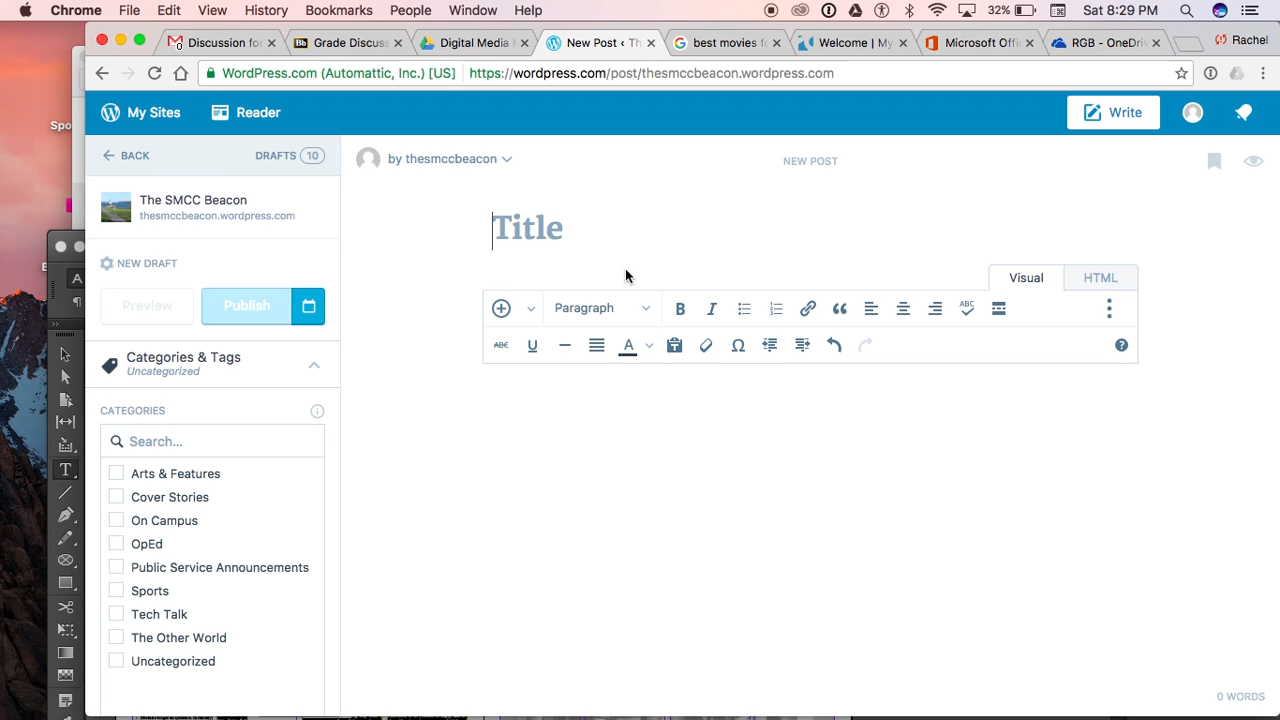 Chrome File Edit View History Bookmarks People Window Help 32% Sat 8:29 PM
Discussion for Grade Discuss Digital Media New Post ‹ Th best movies fo Welcome | My Microsoft Offi RGB - OneDriv Rachel
WordPress.com (Automattic, Inc.) [US] https://wordpress.com/post/thesmccbeacon.wordpress.com
Spo
My Sites Reader Write
BACK DRAFTS 10 by thesmccbeacon NEW POST
The SMCC Beacon
thesmccbeacon.wordpress.com
Title
NEW DRAFT
Visual HTML
Preview Publish
Paragraph B I ABC
ABC U A Ω ?
Categories & Tags
Uncategorized
CATEGORIES
Search...
Arts & Features
Cover Stories
On Campus
OpEd
Public Service Announcements
Sports
Tech Talk
The Other World
Uncategorized
0 WORDS